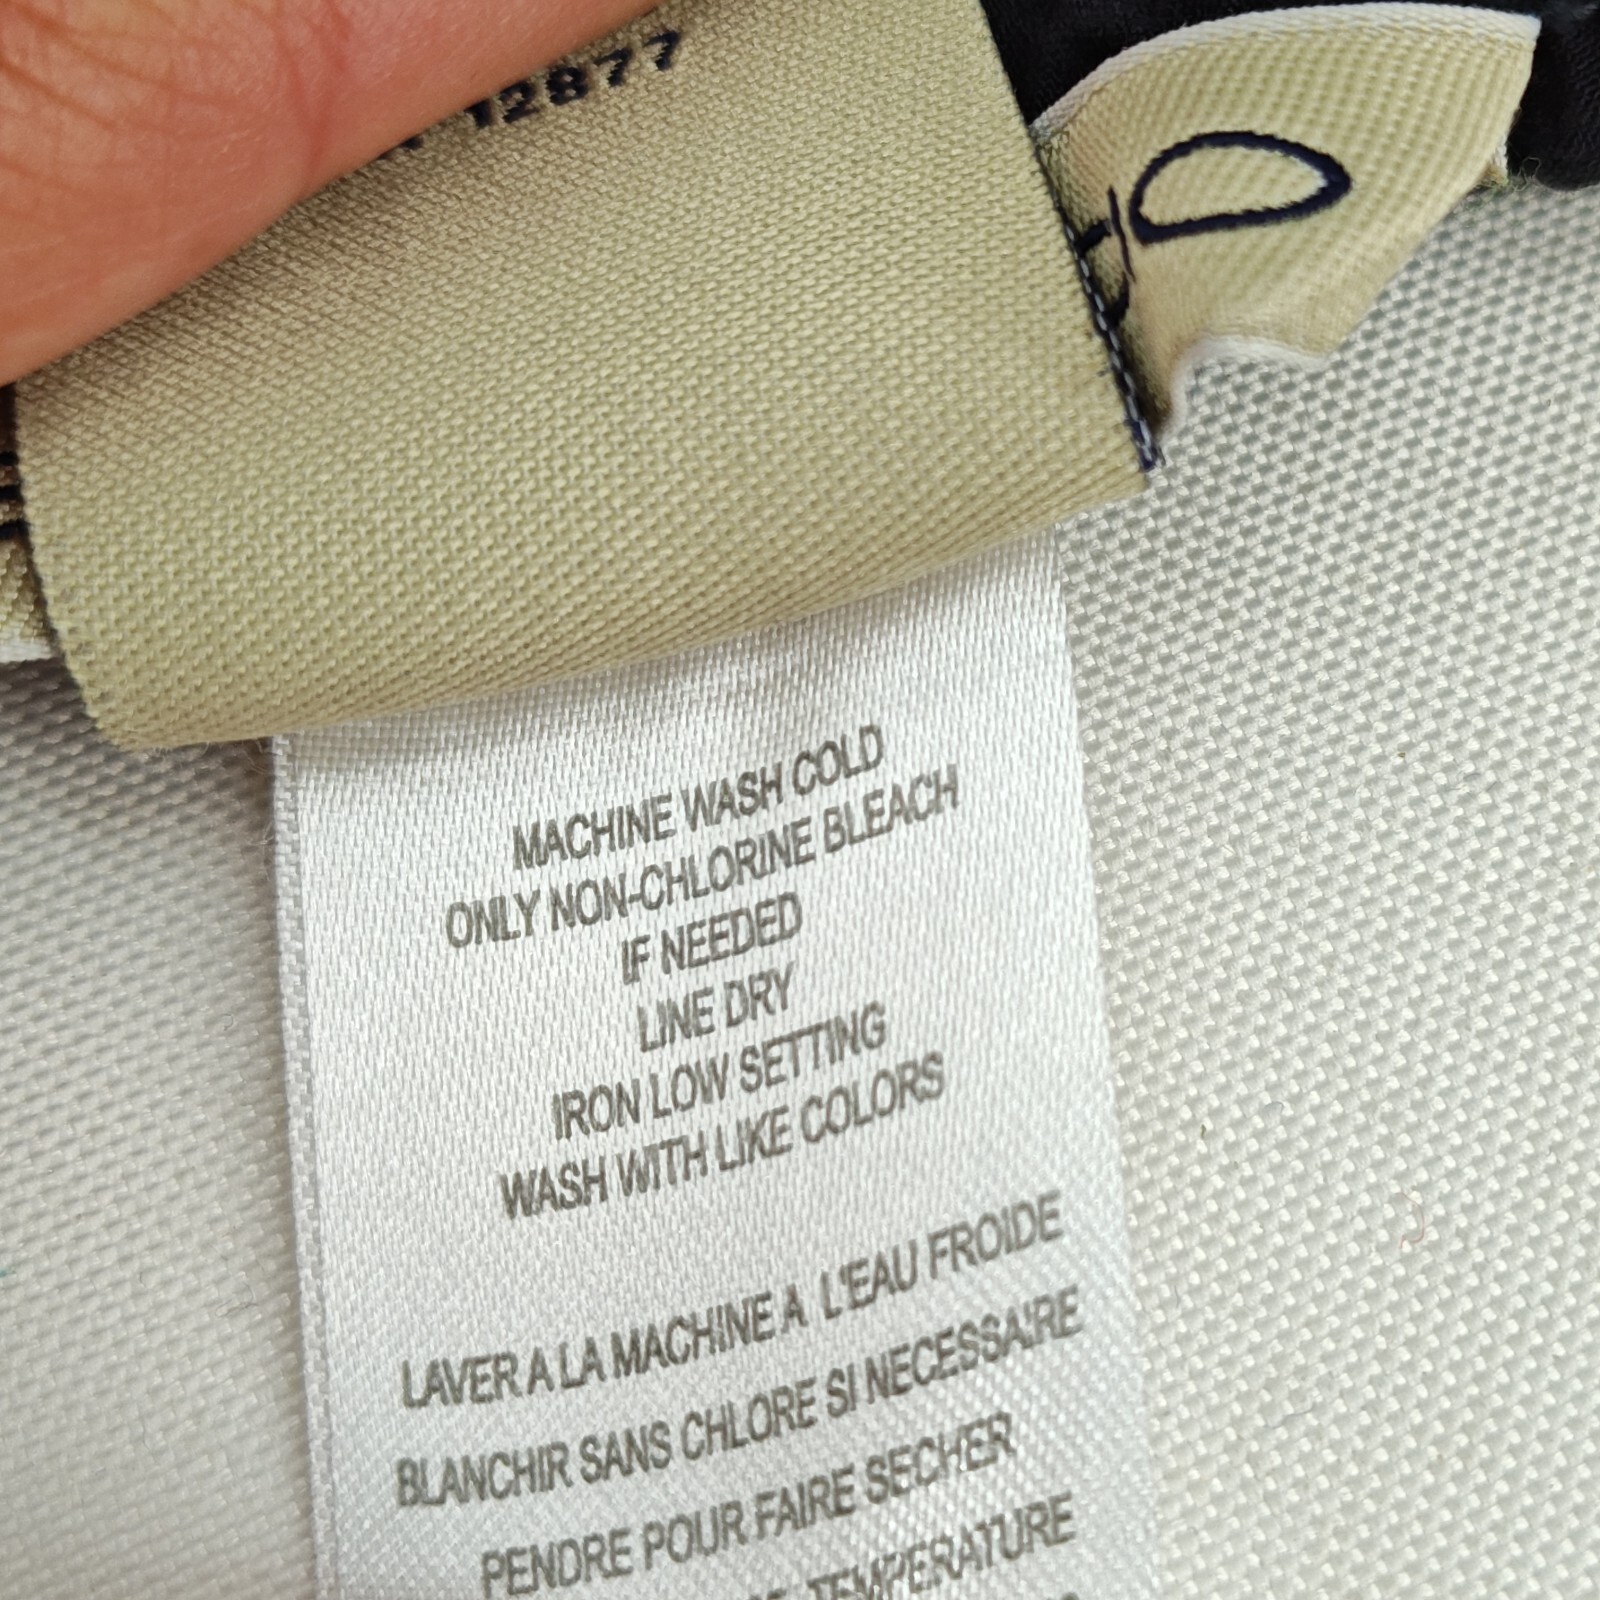 12877
MACHINE WASH COLD
ONLY NON-CHLORINE BLEACH
IF NEEDED
LINE DRY
IRON LOW SETTING
WASH WITH LIKE COLORS
LAVER A LA MACHINE A L'EAU FROIDE
BLANCHIR SANS CHLORE SI NECESSAIRE
PENDRE POUR FAIRE SECHER
TEMPERATURE